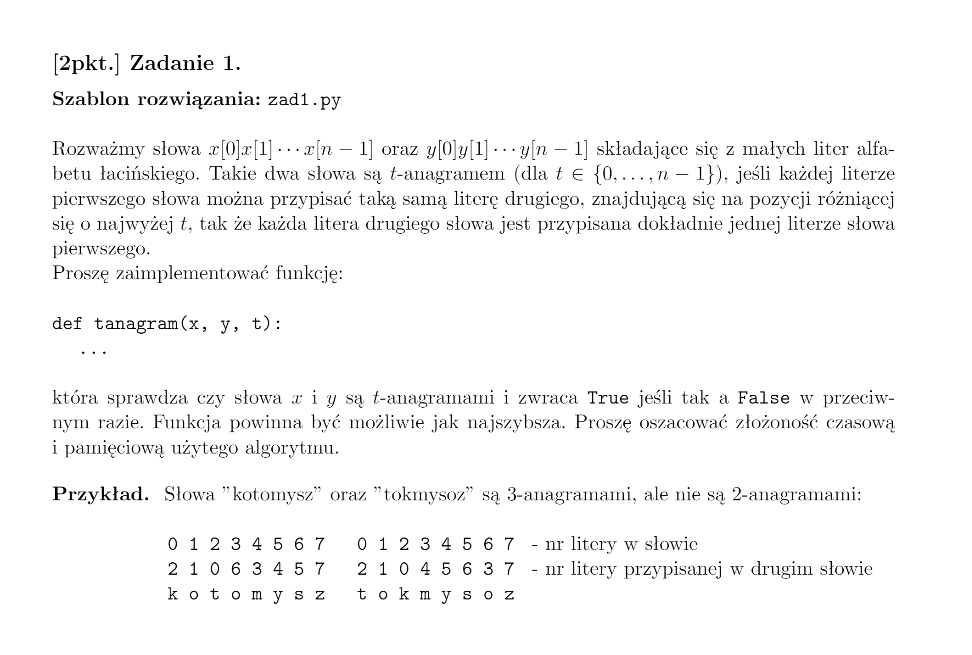 [2pkt.] Zadanie 1.
Szablon rozwiązania: zad1.py
Rozważmy słowa x[0]x[1] ··· x[n − 1] oraz y[0]y[1] ··· y[n − 1] składające się z małych liter alfa-
betu łacińskiego. Takie dwa słowa są t-anagramem (dla t ∈ {0, . . . , n − 1}), jeśli każdej literze
pierwszego słowa można przypisać taką samą literę drugiego, znajdującą się na pozycji różniącej
się o najwyżej t, tak że każda litera drugiego słowa jest przypisana dokładnie jednej literze słowa
pierwszego.
Proszę zaimplementować funkcję:
def tanagram(x, y, t):
...
która sprawdza czy słowa x i y są t-anagramami i zwraca True jeśli tak a False w przeciw-
nym razie. Funkcja powinna być możliwie jak najszybsza. Proszę oszacować złożoność czasową
i pamięciową użytego algorytmu.
Przykład. Słowa ”kotomysz” oraz ”tokmysoz” są 3-anagramami, ale nie są 2-anagramami:
0 1 2 3 4 5 6 7 0 1 2 3 4 5 6 7 - nr litery w słowie
2 1 0 6 3 4 5 7 2 1 0 4 5 6 3 7 - nr litery przypisanej w drugim słowie
k o t o m y s z t o k m y s o z